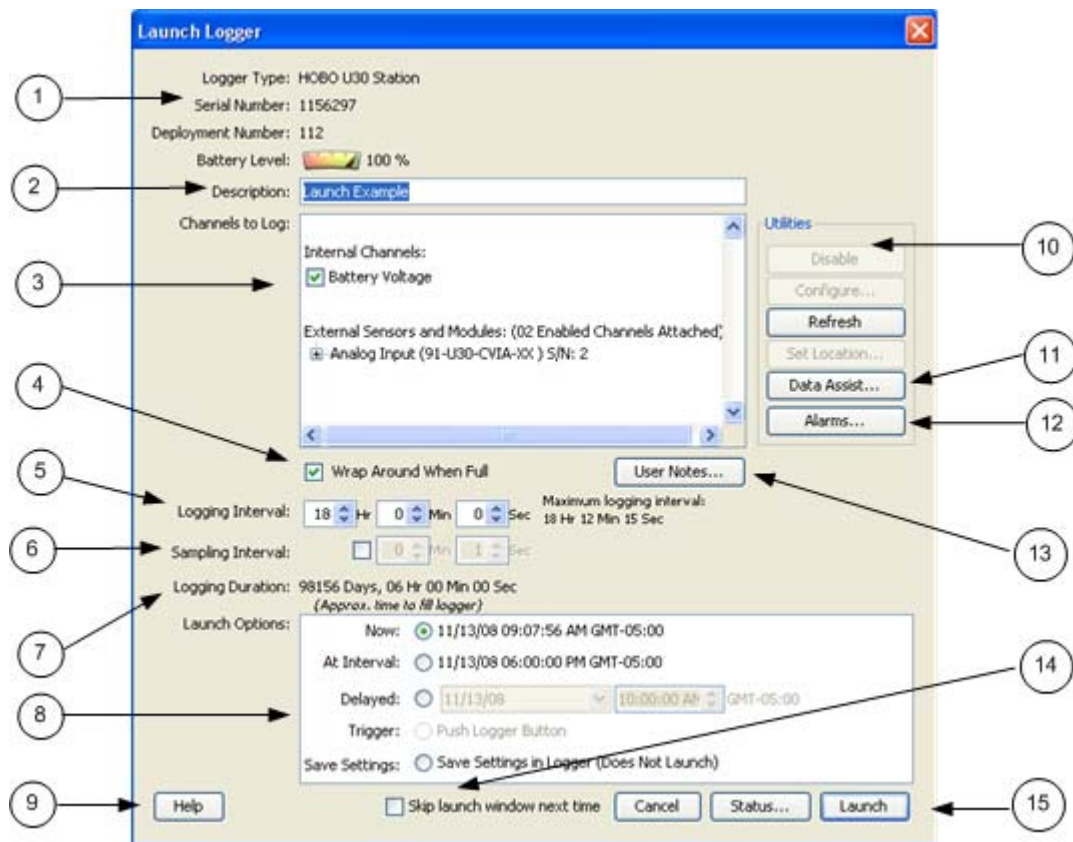 Launch Logger
Logger Type: HOBO U30 Station
1
Serial Number: 1156297
Deployment Number: 112
Battery Level: 100 %
2
Description: Launch Example
Channels to Log:
Utilities
10
Internal Channels:
Disable
3
Battery Voltage
Configure...
External Sensors and Modules: (02 Enabled Channels Attached)
Refresh
Analog Input (91-U30-CVIA-XX ) S/N: 2
Set Location...
11
Data Assist...
4
Alarms...
12
5
Wrap Around When Full
User Notes...
Logging Interval: 18 Hr 0 Min 0 Sec
Maximum logging interval:
18 Hr 12 Min 15 Sec
6
Sampling Interval: 0 Min 1 Sec
13
Logging Duration: 98156 Days, 06 Hr 00 Min 00 Sec
(Approx. time to fill logger)
7
Launch Options:
Now: 11/13/08 09:07:56 AM GMT-05:00
14
At Interval: 11/13/08 06:00:00 PM GMT-05:00
8
Delayed: 11/13/08 10:00:00 AM GMT-05:00
Trigger: Push Logger Button
Save Settings: Save Settings in Logger (Does Not Launch)
9
Help
Skip launch window next time
Cancel
Status...
Launch
15